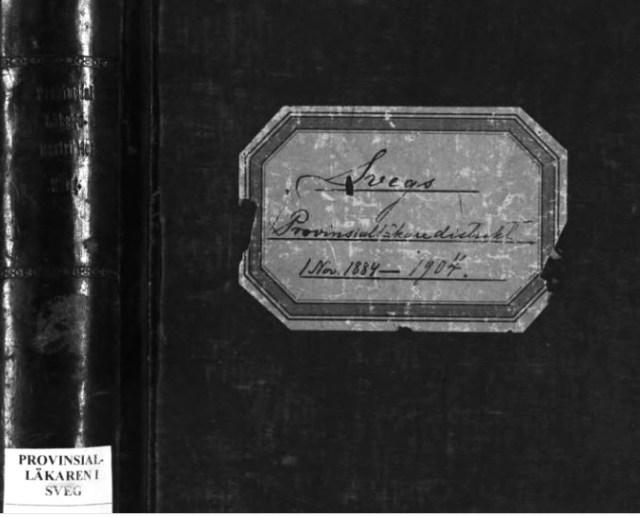 Svegs
Provinsialläkaredistrikt
1 Nov. 1884 — 1904.
PROVINSIAL-
LÄKAREN I
SVEG